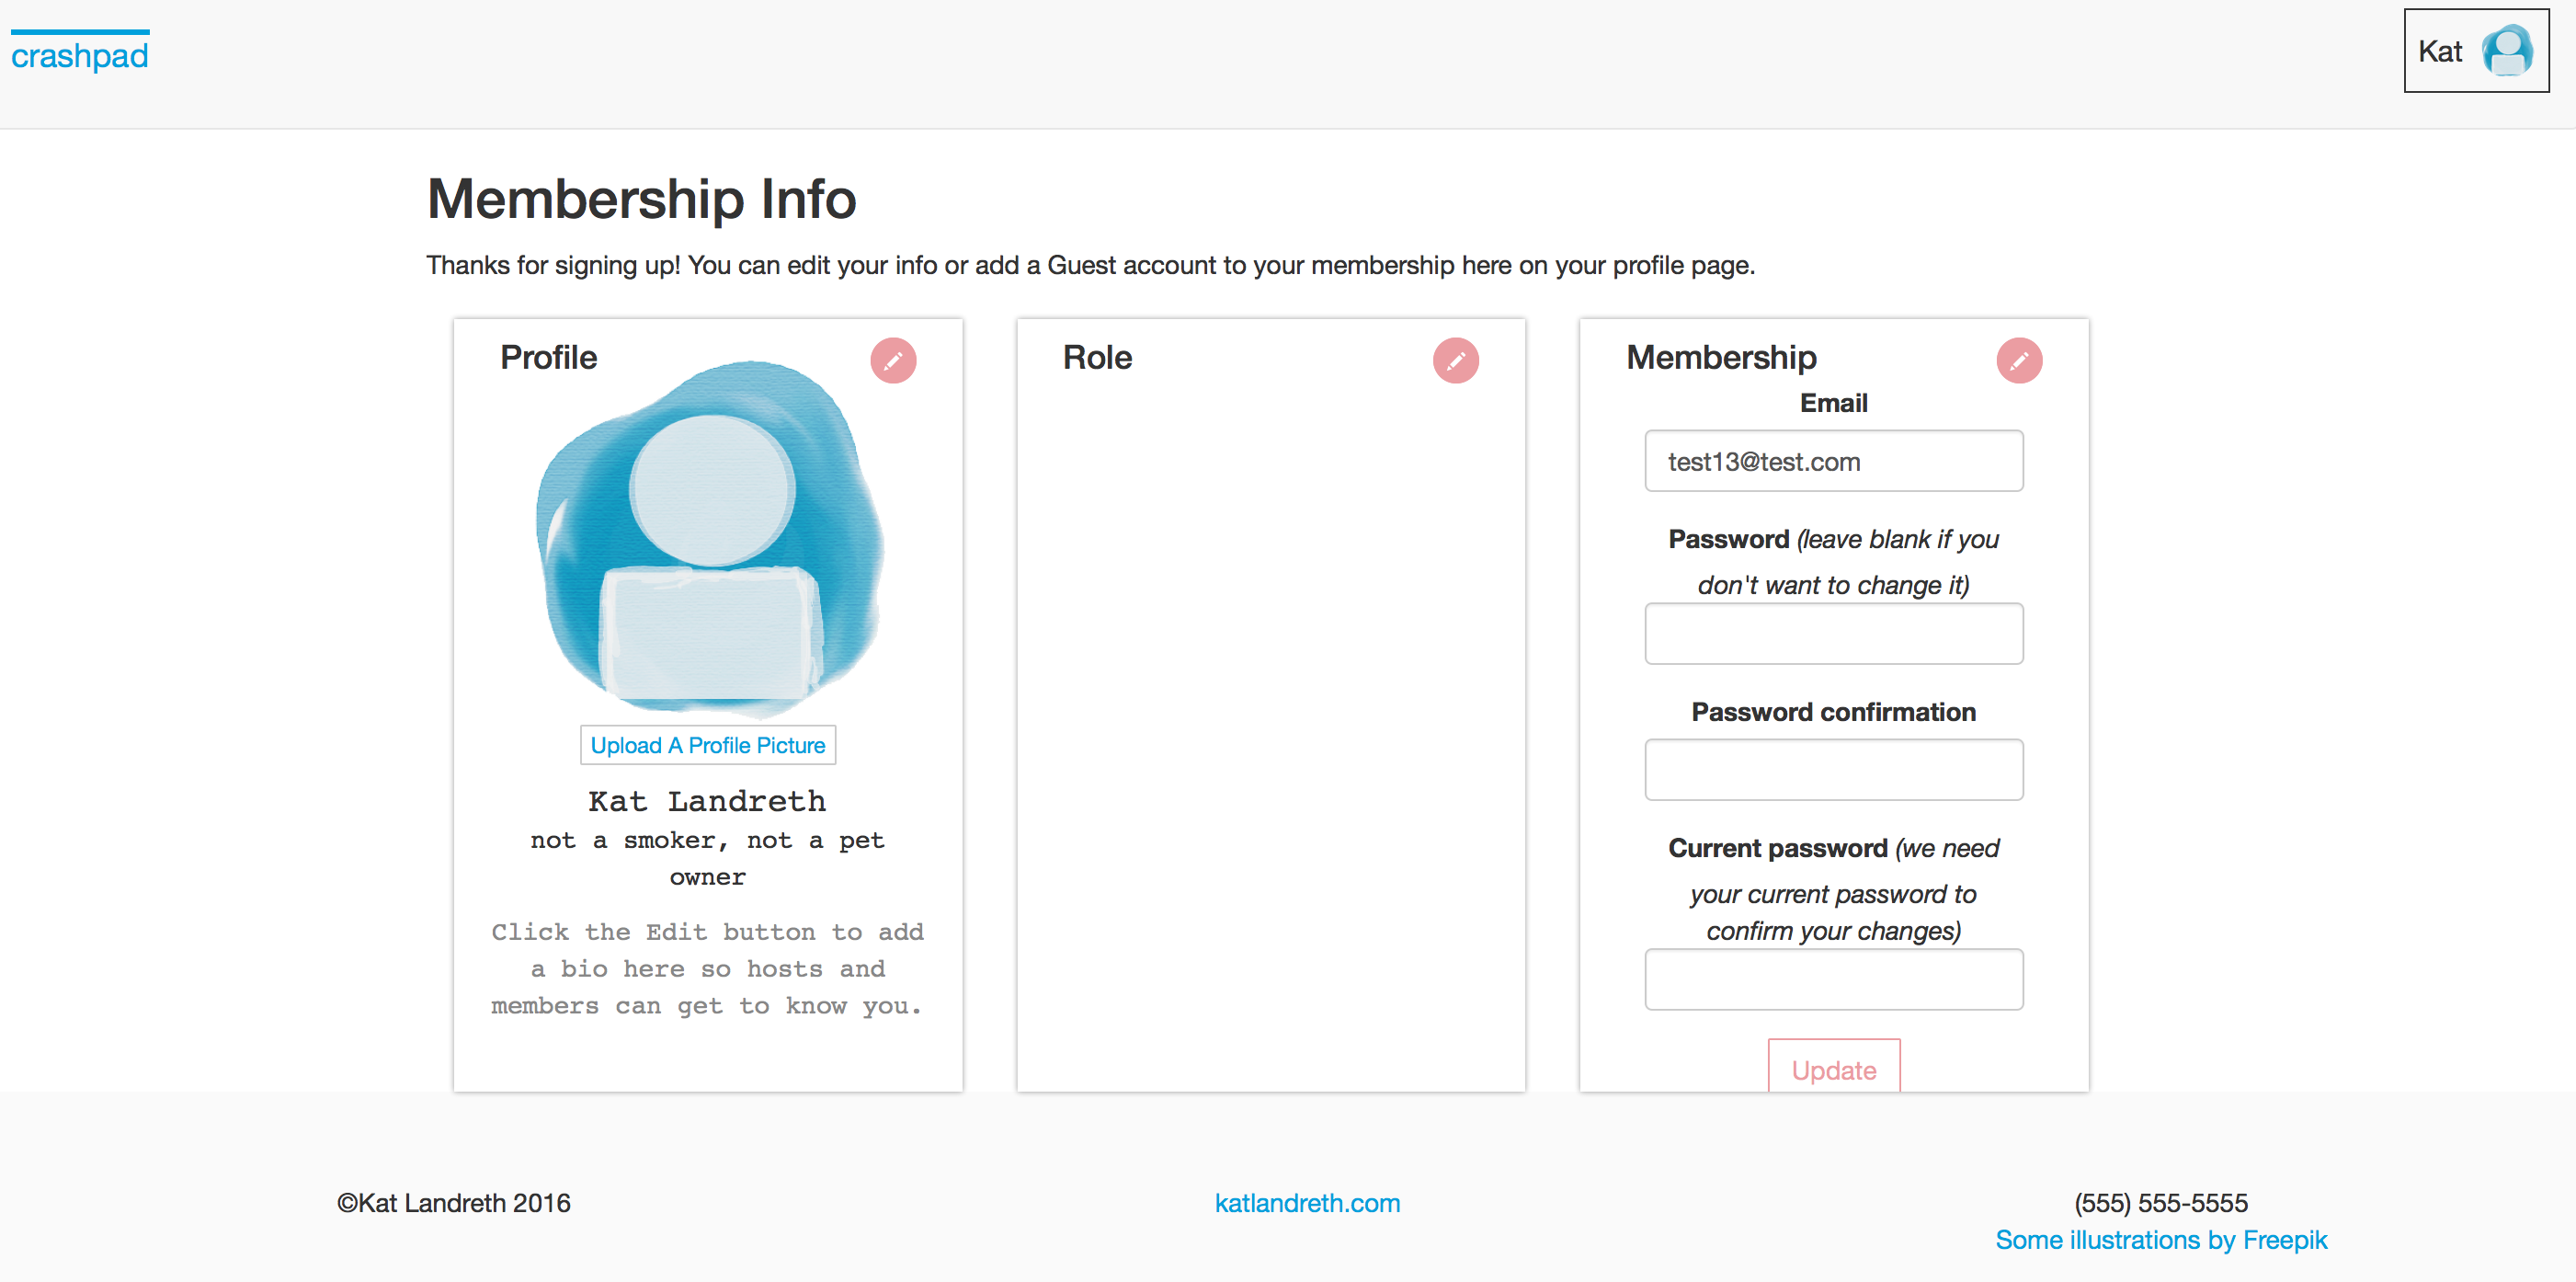 crashpad
Kat
Membership Info
Thanks for signing up! You can edit your info or add a Guest account to your membership here on your profile page.
Profile
Upload A Profile Picture
Kat Landreth
not a smoker, not a pet
owner
Click the Edit button to add
a bio here so hosts and
members can get to know you.
Role
Membership
Email
test13@test.com
Password (leave blank if you
don't want to change it)
Password confirmation
Current password (we need
your current password to
confirm your changes)
Update
©Kat Landreth 2016
katlandreth.com
(555) 555-5555
Some illustrations by Freepik